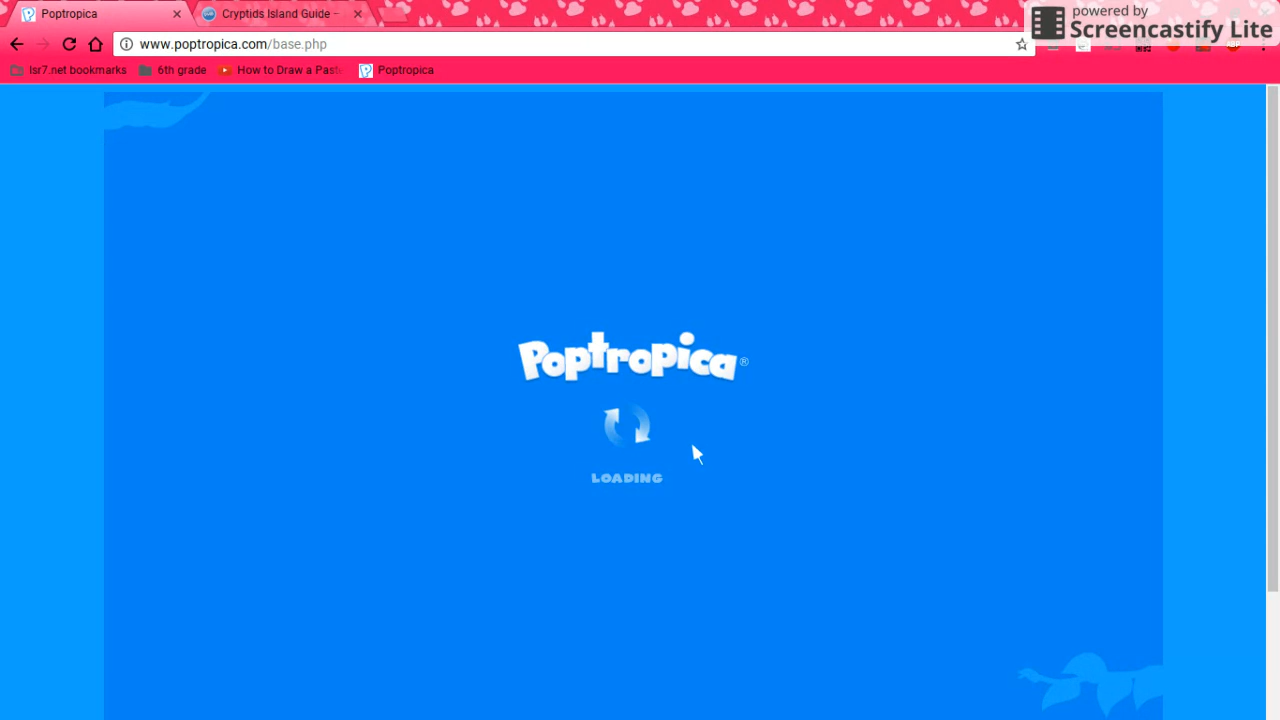 Poptropica
Cryptids Island Guide –
powered by
Screencastify Lite
www.poptropica.com/base.php
lsr7.net bookmarks
6th grade
How to Draw a Paste
Poptropica
Poptropica®
LOADING